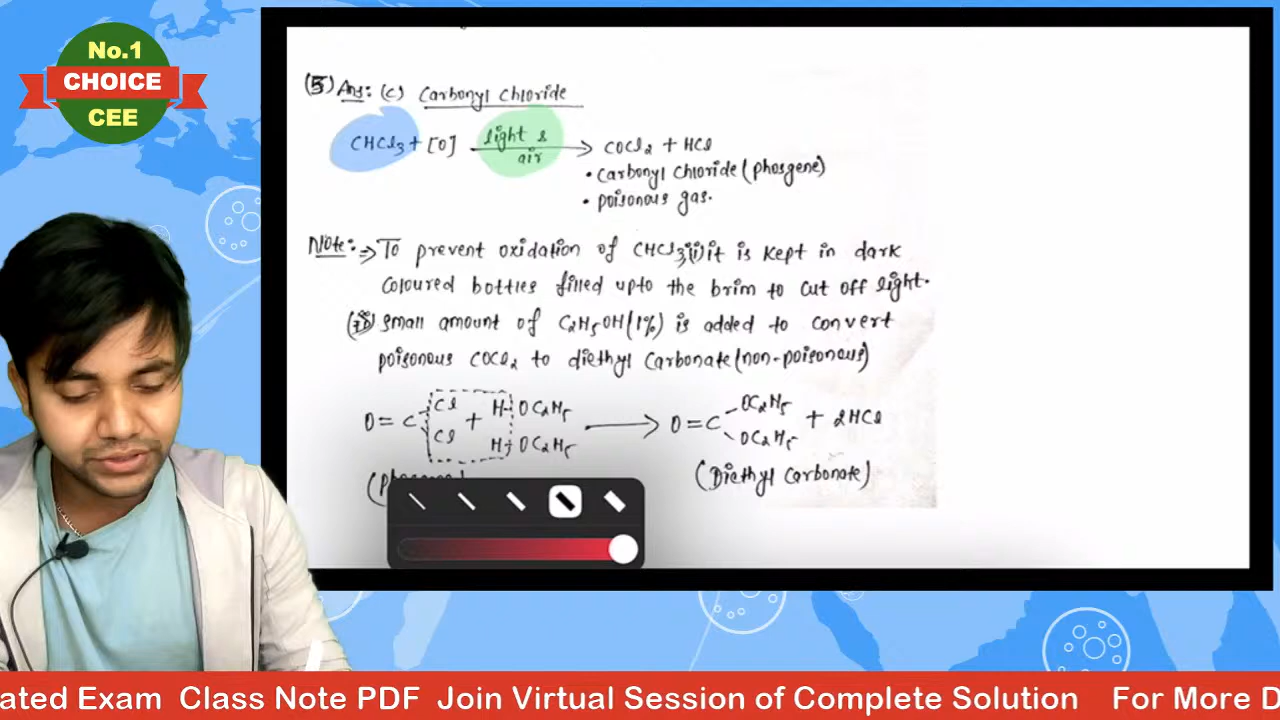 No.1
CHOICE
CEE
(5) Ans: (c) Carbonyl Chloride
CHCl3 + [O] light & air → COCl2 + HCl
• Carbonyl Chloride (phosgene)
• poisonous gas.
Note: ⇒ To prevent oxidation of CHCl3 (i) it is kept in dark
coloured bottles filled upto the brim to cut off light.
(ii) small amount of C2H5OH (1%) is added to convert
poisonous COCl2 to diethyl carbonate (non-poisonous)
O = C Cl + H OC2H5 → O = C OC2H5 + 2HCl
Cl H OC2H5 OC2H5
(Diethyl Carbonate)
ated Exam Class Note PDF Join Virtual Session of Complete Solution For More D